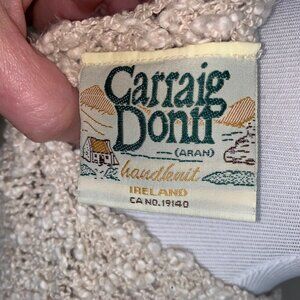 Carraig
Donn
(ARAN)
handknit
IRELAND
CA NO. 19140